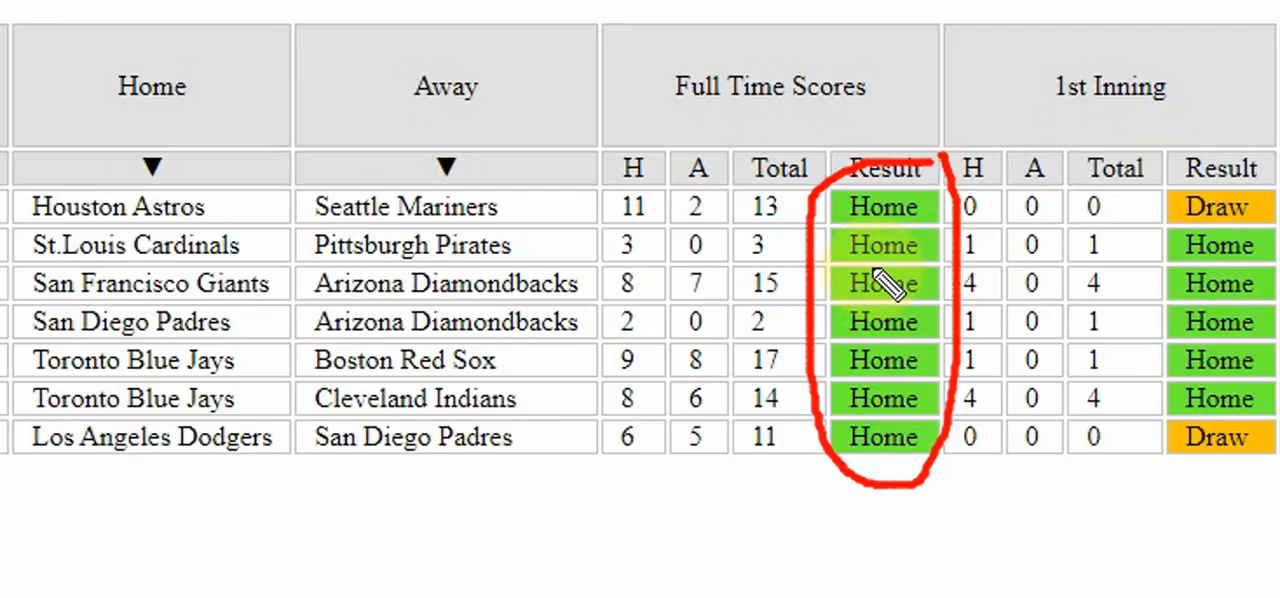 Home Away Full Time Scores 1st Inning
▼ ▼ H A Total Result H A Total Result
Houston Astros Seattle Mariners 11 2 13 Home 0 0 0 Draw
St.Louis Cardinals Pittsburgh Pirates 3 0 3 Home 1 0 1 Home
San Francisco Giants Arizona Diamondbacks 8 7 15 Home 4 0 4 Home
San Diego Padres Arizona Diamondbacks 2 0 2 Home 1 0 1 Home
Toronto Blue Jays Boston Red Sox 9 8 17 Home 1 0 1 Home
Toronto Blue Jays Cleveland Indians 8 6 14 Home 4 0 4 Home
Los Angeles Dodgers San Diego Padres 6 5 11 Home 0 0 0 Draw